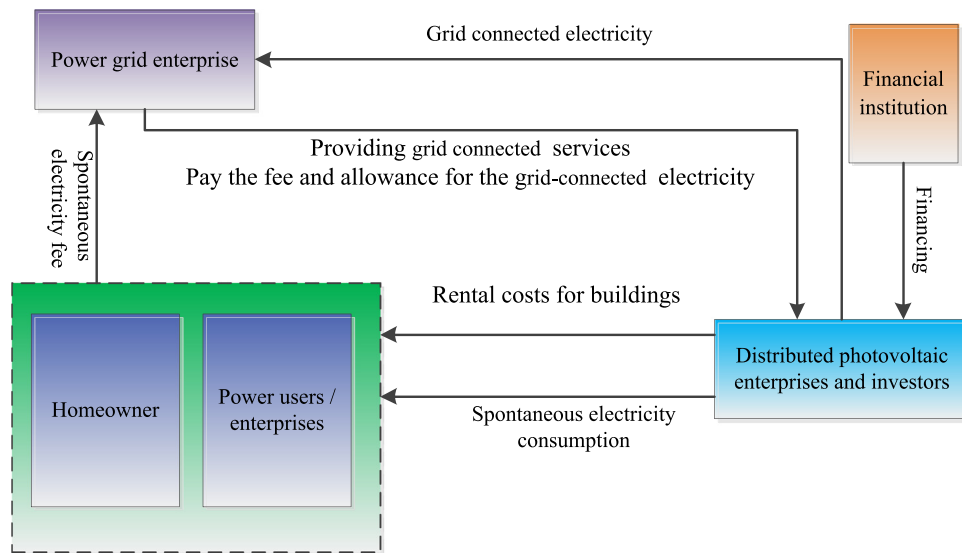 Power grid enterprise
Grid connected electricity
Financial
institution
Providing grid connected services
Pay the fee and allowance for the grid-connected electricity
Spontaneous
electricity fee
Financing
Rental costs for buildings
Homeowner
Power users /
enterprises
Distributed photovoltaic
enterprises and investors
Spontaneous electricity
consumption